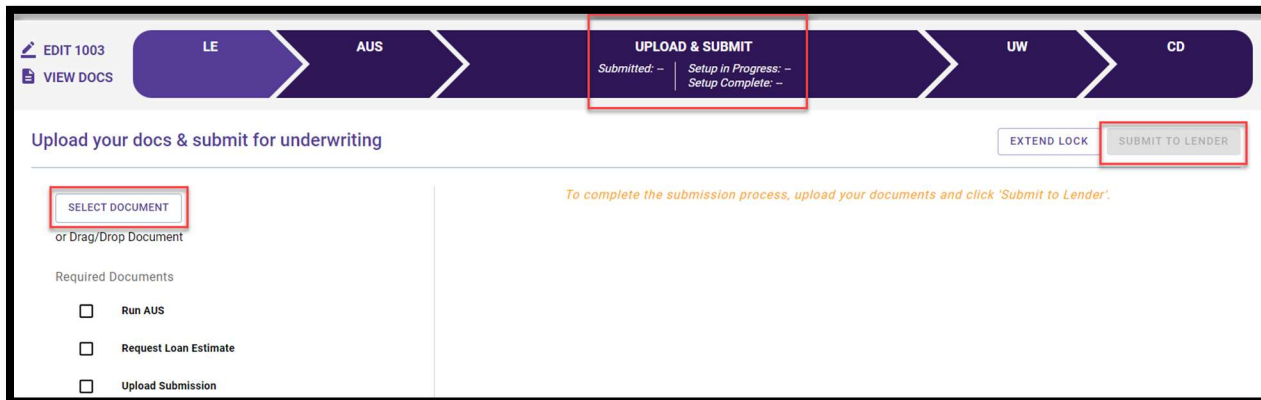 EDIT 1003
VIEW DOCS
LE
AUS
UPLOAD & SUBMIT
Submitted: --
Setup in Progress: --
Setup Complete: --
UW
CD
Upload your docs & submit for underwriting
EXTEND LOCK
SUBMIT TO LENDER
SELECT DOCUMENT
or Drag/Drop Document
To complete the submission process, upload your documents and click 'Submit to Lender'.
Required Documents
Run AUS
Request Loan Estimate
Upload Submission